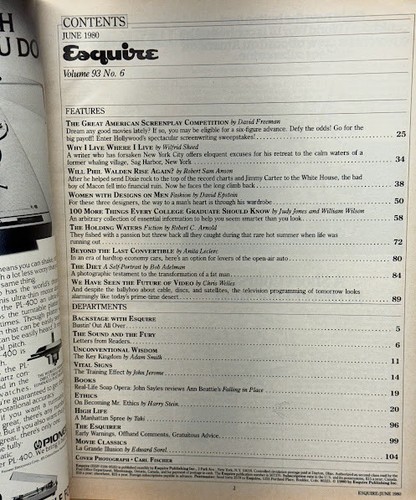 CONTENTS
JUNE 1980
Esquire
Volume 93 No. 6
FEATURES
THE GREAT AMERICAN SCREENPLAY COMPETITION by David Freeman
Dream any good movies lately? If so, you may be eligible for a six-figure advance. Defy the odds! Go for the
big payoff! Enter Hollywood's spectacular screenwriting sweepstakes! 25
WHY I LIVE WHERE I LIVE by Wilfrid Sheed
A writer who has forsaken New York City offers eloquent excuses for his retreat to the calm waters of a
former whaling village, Sag Harbor, New York 34
WILL PHIL WALDEN RISE AGAIN? by Robert Sam Anson
After he helped send Dixie rock to the top of the record charts and Jimmy Carter to the White House, the bad
boy of Macon fell into financial ruin. Now he faces the long climb back 38
WOMEN WITH DESIGNS ON MEN Fashion by David Epstein
For these three designers, the way to a man's heart is through his wardrobe 50
100 MORE THINGS EVERY COLLEGE GRADUATE SHOULD KNOW by Judy Jones and William Wilson
An arbitrary collection of essential information to help you seem smarter than you look 58
THE HOLDING WATERS Fiction by Robert C. Arnold
They fished with a passion but threw back all they caught during that rare hot summer when life was
running out 72
BEYOND THE LAST CONVERTIBLE by Anita Leclerc
In an era of hardtop economy cars, here's an option for lovers of the open-air auto 80
THE DIET A Self-Portrait by Rob Adelman
A photographic testament to the transformation of a fat man 84
WE HAVE SEEN THE FUTURE OF VIDEO by Chris Welles
And despite the ballyhoo about cable, discs, and satellites, the television programming of tomorrow looks
alarmingly like today's prime-time desert 89
DEPARTMENTS
BACKSTAGE WITH ESQUIRE
Bustin' Out All Over 5
THE SOUND AND THE FURY
Letters from Readers 6
UNCONVENTIONAL WISDOM
The Key Kingdom by Adam Smith 11
VITAL SIGNS
The Training Effect by John Jerome 14
BOOKS
Real-Life Soap Opera: John Sayles reviews Ann Beattie's Falling in Place 19
ETHICS
On Becoming Mr. Ethics by Harry Stein 20
HIGH LIFE
A Manhattan Spree by Taki 96
THE ESQUIRER
Early Warnings, Offhand Comments, Gratuitous Advice 99
MOVIE CLASSICS
La Grande Illusion by Edward Sorel 104
COVER PHOTOGRAPH • CARL FISCHER
2
ESQUIRE/JUNE 1980
H
U DO
means you can shake
the PL-400
PIONEER